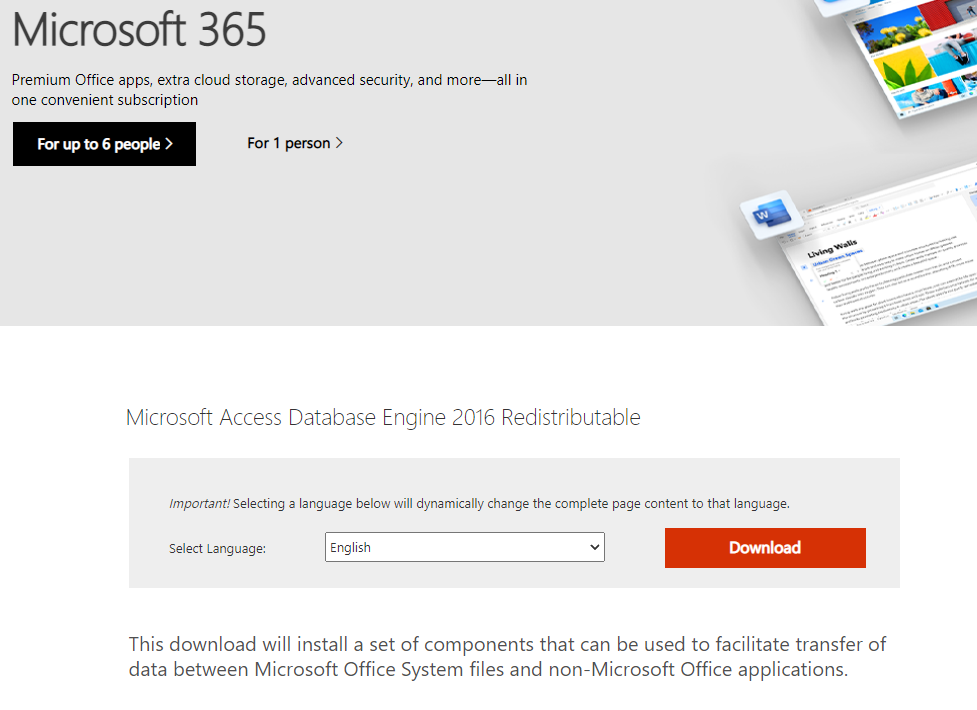 Microsoft 365
Premium Office apps, extra cloud storage, advanced security, and more—all in
one convenient subscription
For up to 6 people >
For 1 person >
W
Living Walls
Urban Green Spaces
Microsoft Access Database Engine 2016 Redistributable
Important! Selecting a language below will dynamically change the complete page content to that language.
Select Language:
English
Download
This download will install a set of components that can be used to facilitate transfer of
data between Microsoft Office System files and non-Microsoft Office applications.